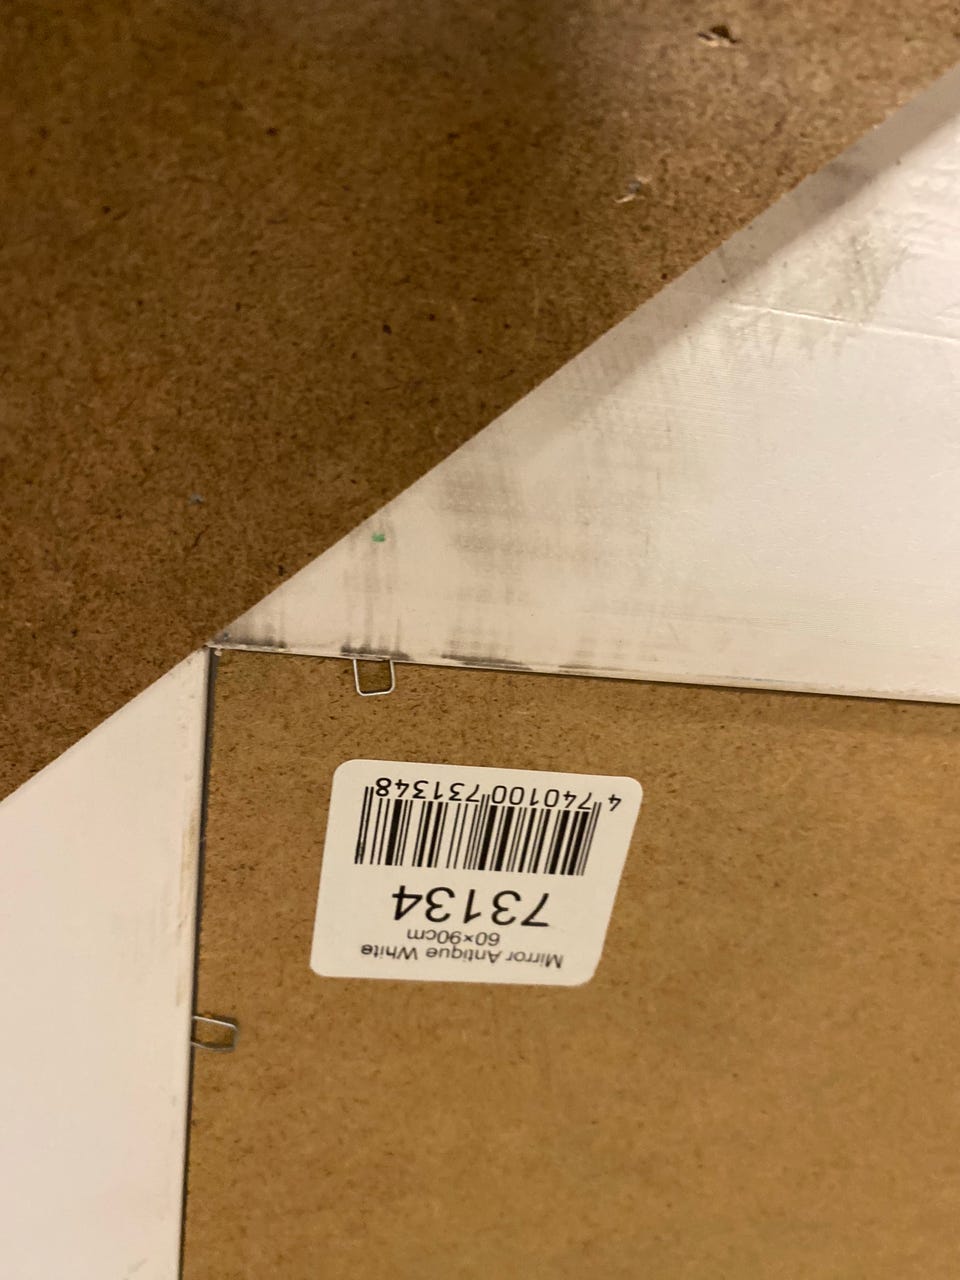 Mirror Antique White
60×90cm
73134
4 740100 731348